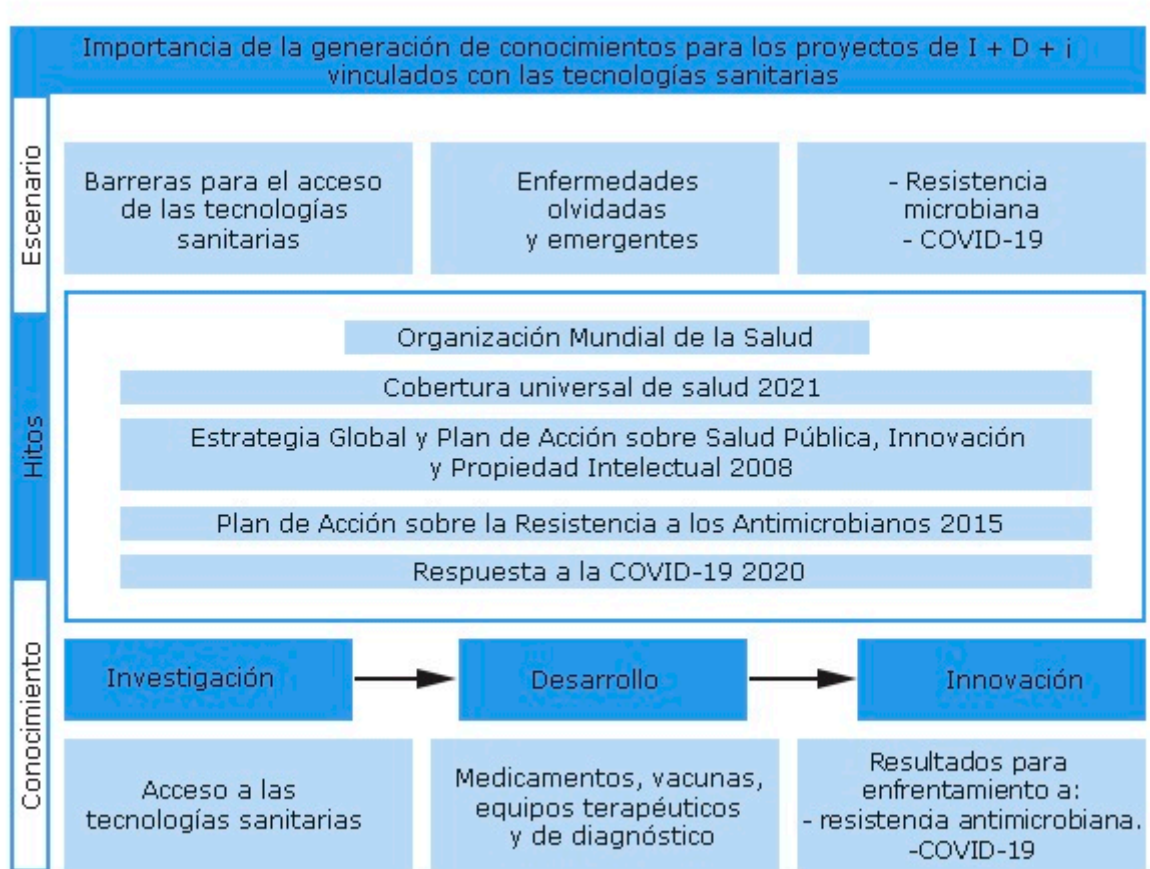 Importancia de la generación de conocimientos para los proyectos de I + D + i
vinculados con las tecnologías sanitarias
Escenario
Barreras para el acceso
de las tecnologías
sanitarias
Enfermedades
olvidadas
y emergentes
- Resistencia
microbiana
- COVID-19
Hitos
Organización Mundial de la Salud
Cobertura universal de salud 2021
Estrategia Global y Plan de Acción sobre Salud Pública, Innovación
y Propiedad Intelectual 2008
Plan de Acción sobre la Resistencia a los Antimicrobianos 2015
Respuesta a la COVID-19 2020
Conocimiento
Investigación
Desarrollo
Innovación
Acceso a las
tecnologías sanitarias
Medicamentos, vacunas,
equipos terapéuticos
y de diagnóstico
Resultados para
enfrentamiento a:
- resistencia antimicrobiana.
-COVID-19